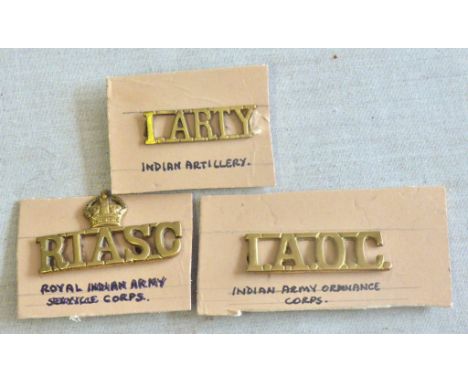 I ARTY
INDIAN ARTILLERY.
RIASC
ROYAL INDIAN ARMY
SERVICE CORPS.
I.A.O.C.
INDIAN ARMY ORDNANCE
CORPS.